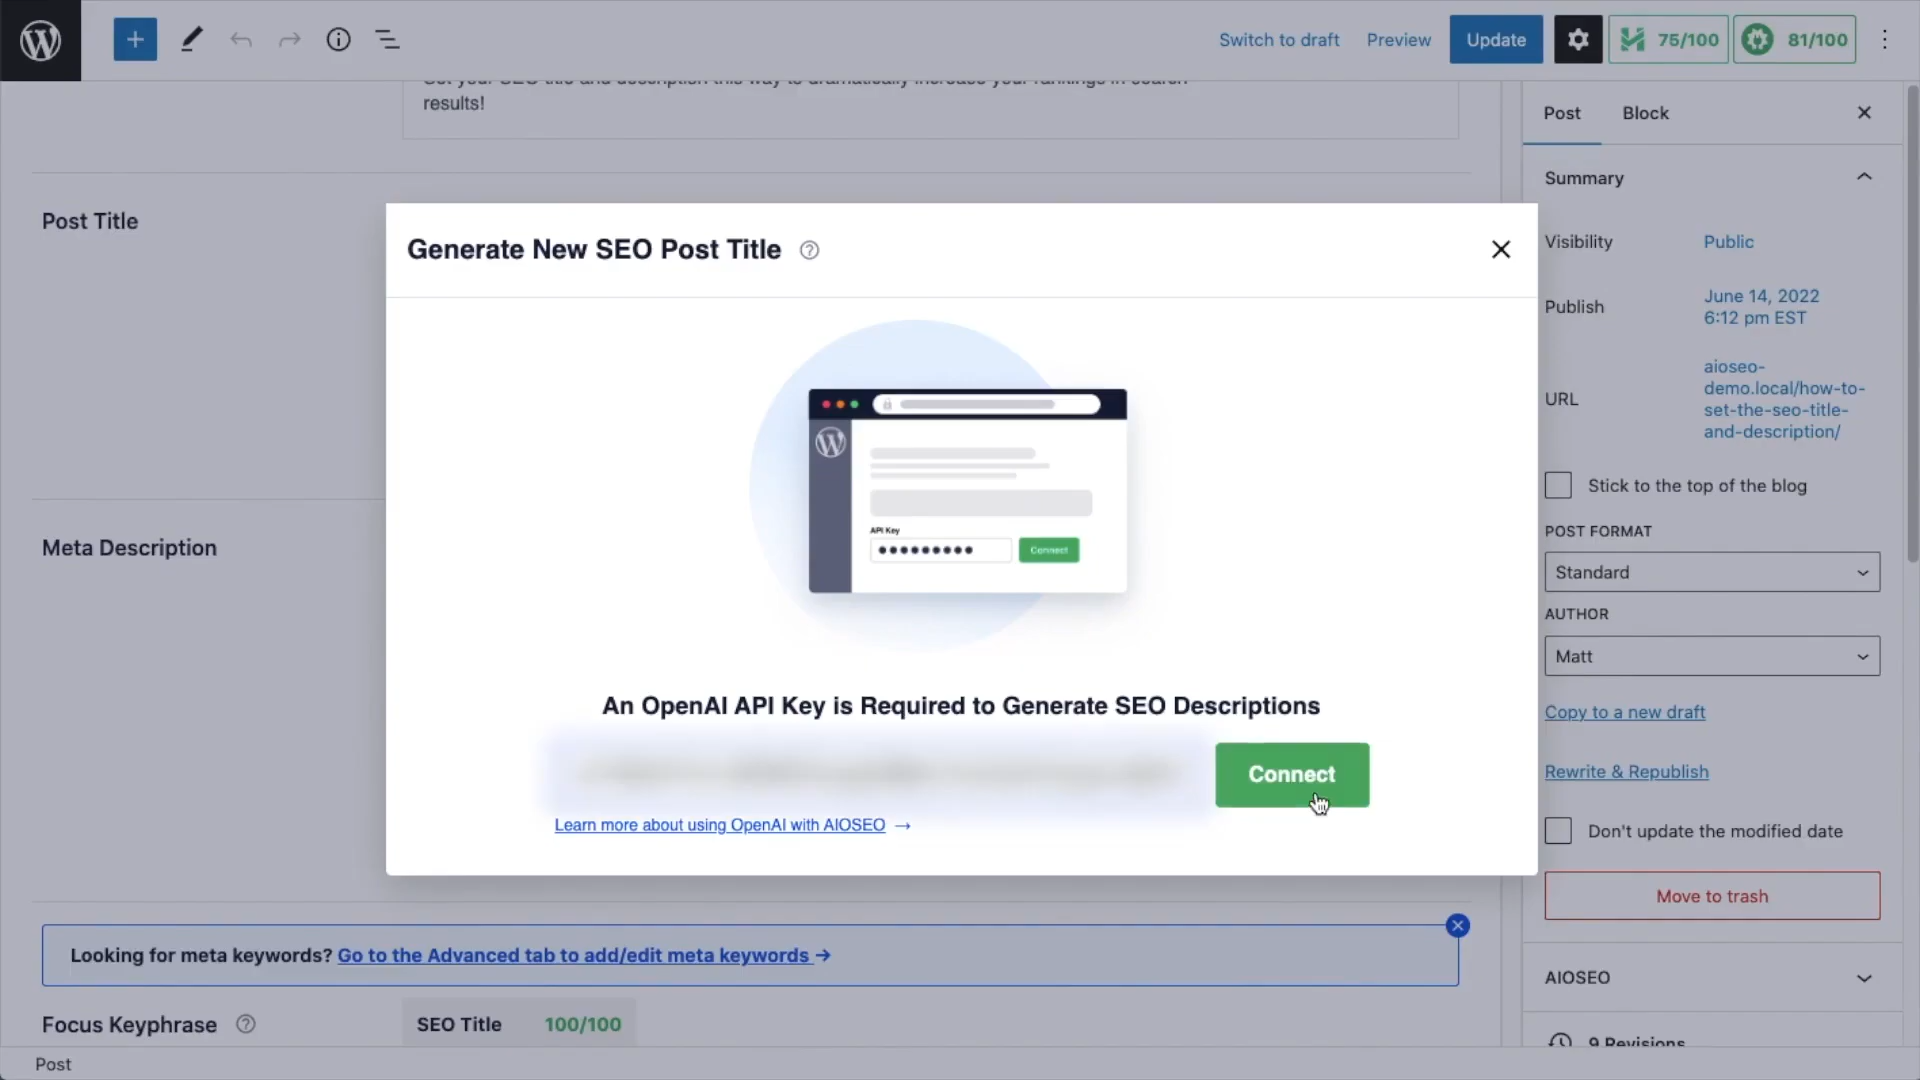 Switch to draft
Preview
Update
75/100
81/100
results!
Post
Block
Summary
Post Title
Generate New SEO Post Title
Visibility
Public
Publish
June 14, 2022
6:12 pm EST
URL
aioseo-
demo.local/how-to-
set-the-seo-title-
and-description/
Stick to the top of the blog
POST FORMAT
Standard
API Key
Connect
Meta Description
AUTHOR
Matt
An OpenAI API Key is Required to Generate SEO Descriptions
Copy to a new draft
Connect
Rewrite & Republish
Learn more about using OpenAI with AIOSEO →
Don't update the modified date
Move to trash
Looking for meta keywords? Go to the Advanced tab to add/edit meta keywords →
AIOSEO
Focus Keyphrase
SEO Title 100/100
9 Revisions
Post